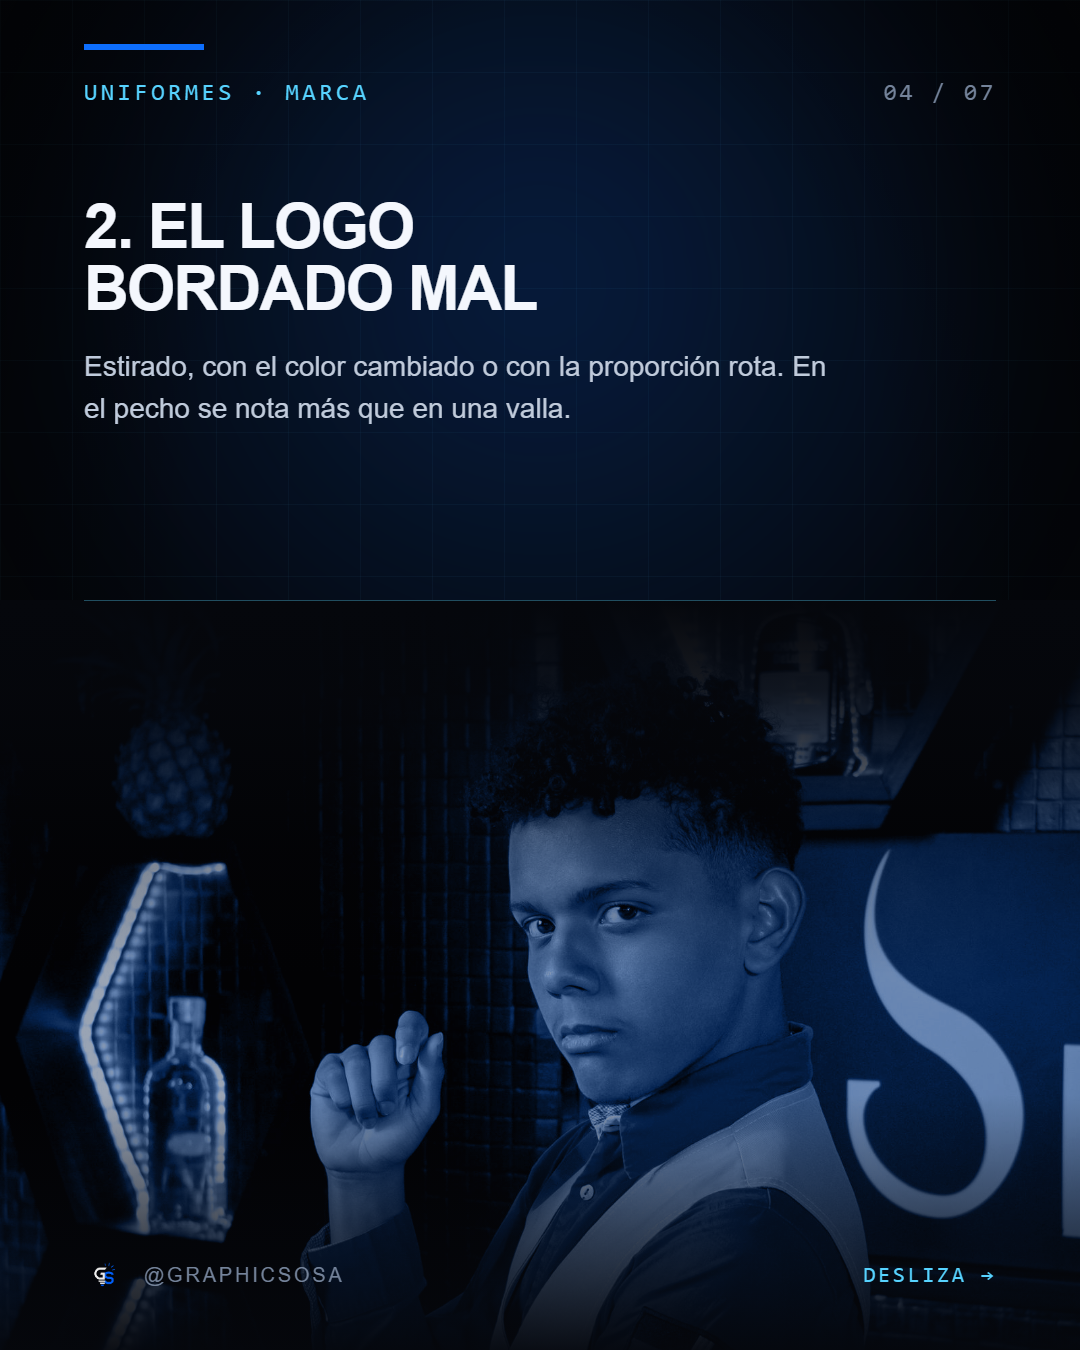 UNIFORMES · MARCA
04 / 07
2. EL LOGO
BORDADO MAL
Estirado, con el color cambiado o con la proporción rota. En
el pecho se nota más que en una valla.
S
GS
@GRAPHICSOSA
DESLIZA →